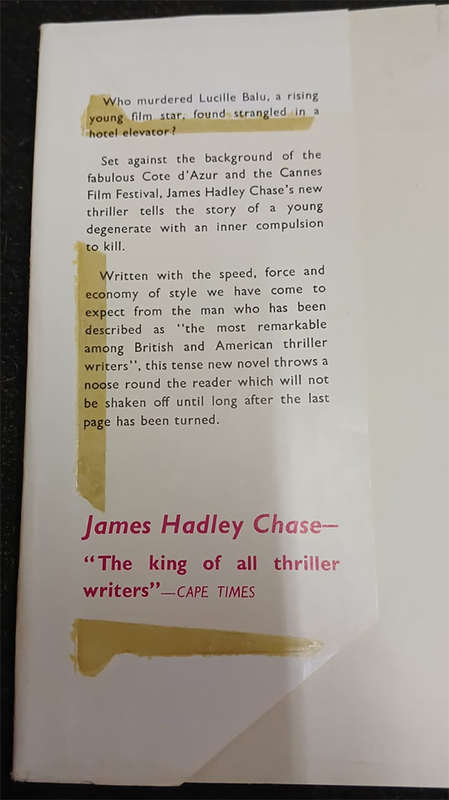 Who murdered Lucille Balu, a rising
young film star, found strangled in a
hotel elevator?
Set against the background of the
fabulous Cote d'Azur and the Cannes
Film Festival, James Hadley Chase's new
thriller tells the story of a young
degenerate with an inner compulsion
to kill.
Written with the speed, force and
economy of style we have come to
expect from the man who has been
described as "the most remarkable
among British and American thriller
writers", this tense new novel throws a
noose round the reader which will not
be shaken off until long after the last
page has been turned.
James Hadley Chase—
"The king of all thriller
writers"—CAPE TIMES